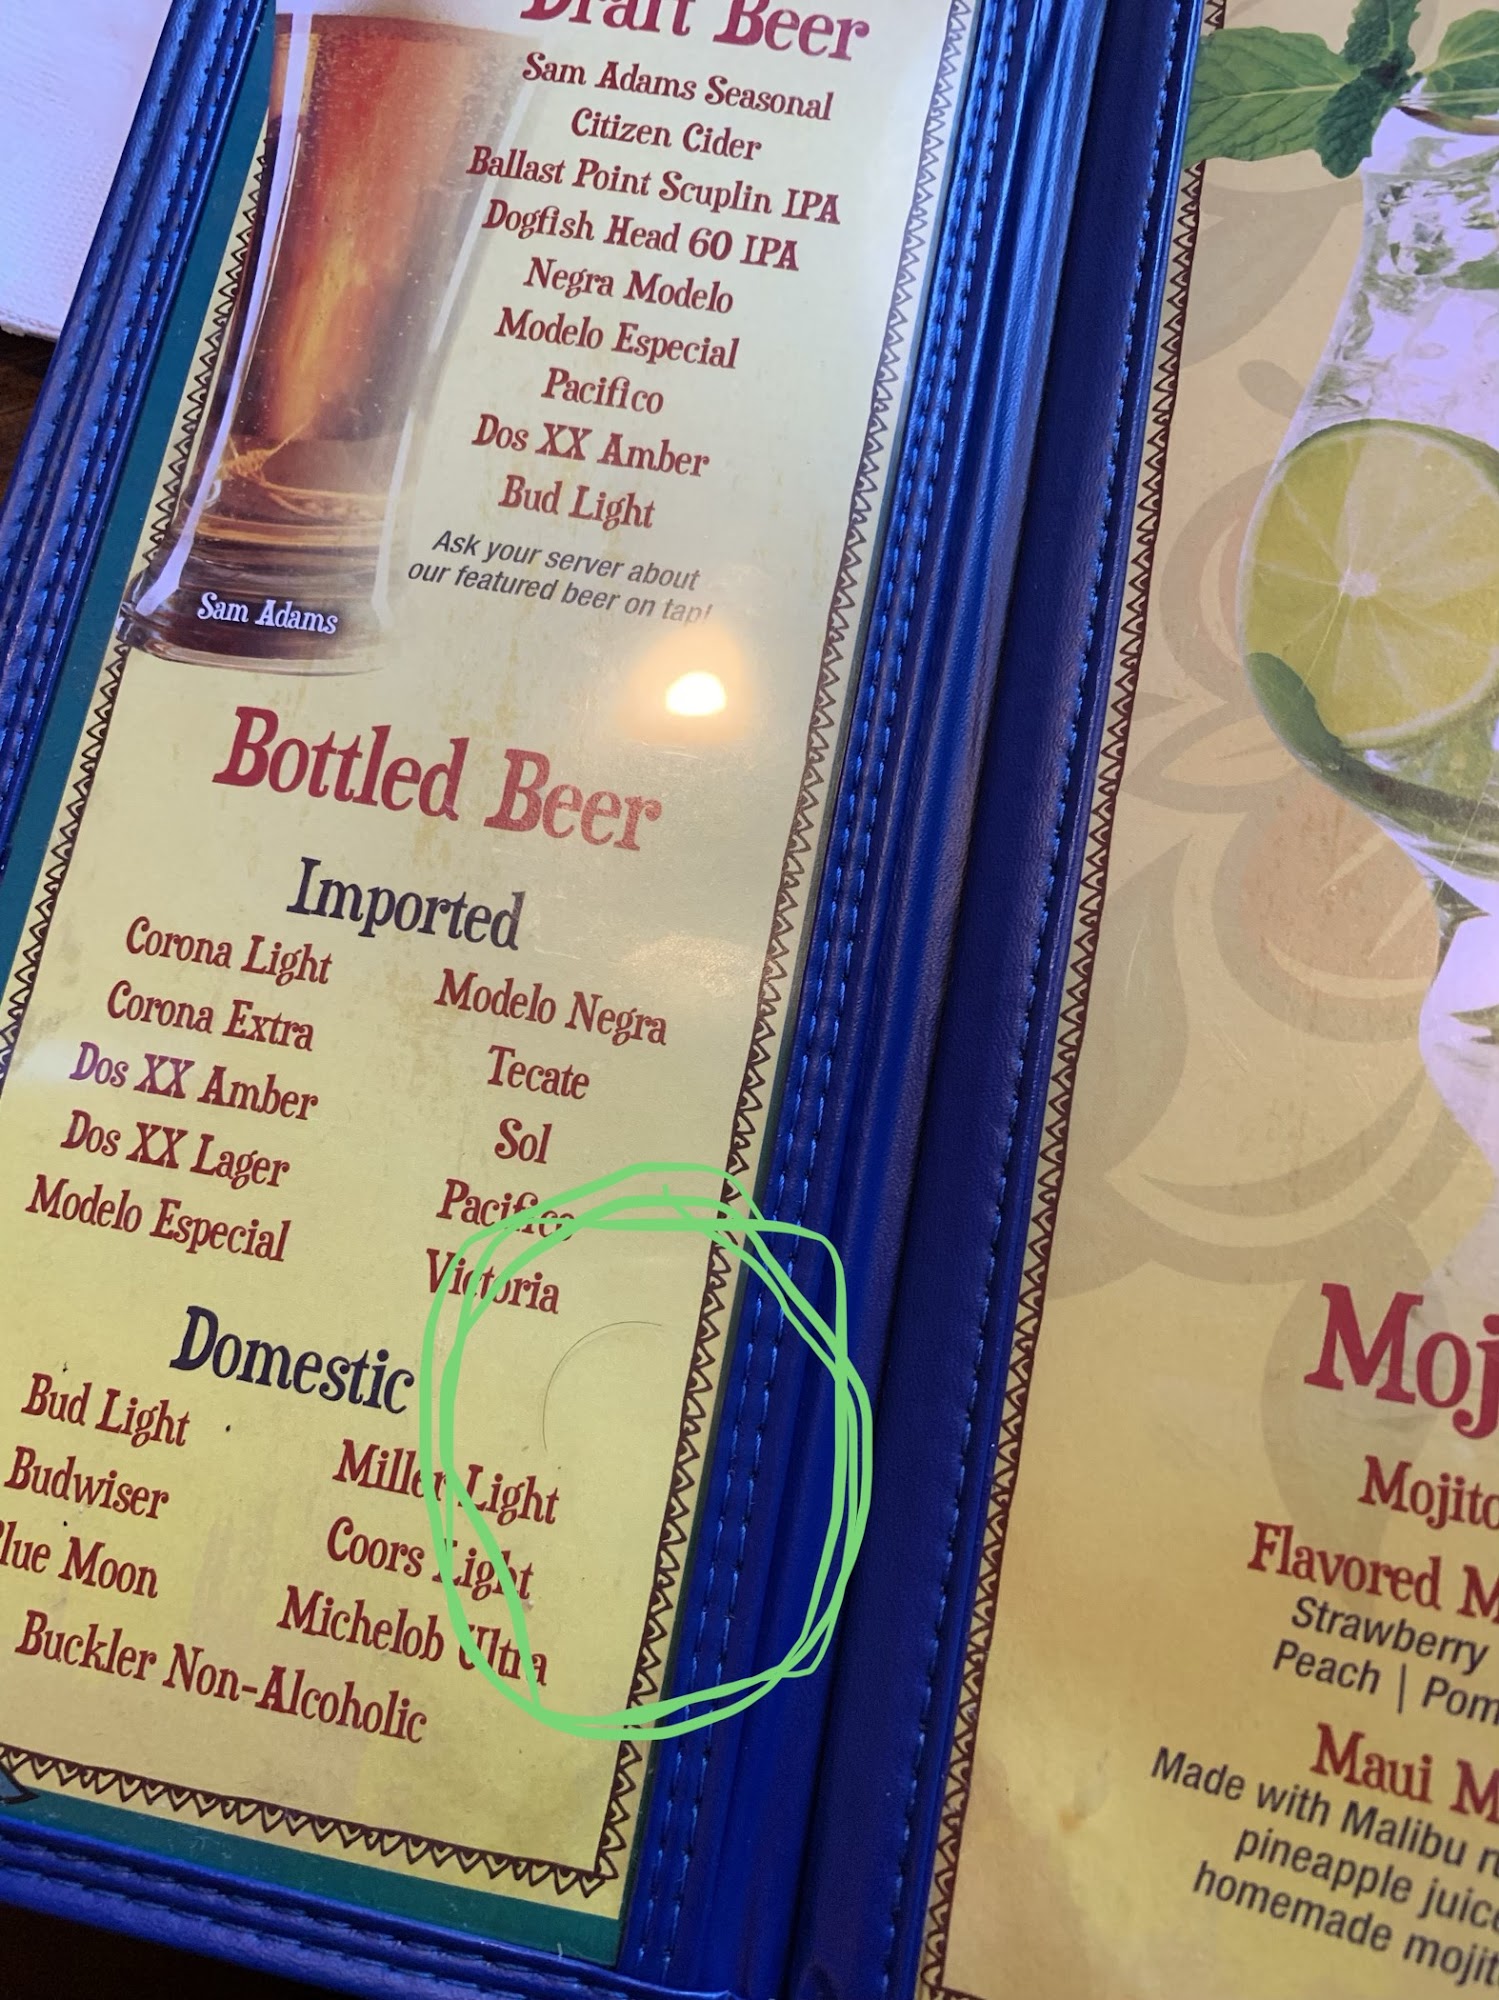 Draft Beer
Sam Adams Seasonal
Citizen Cider
Ballast Point Scuplin IPA
Dogfish Head 60 IPA
Negra Modelo
Modelo Especial
Pacifico
Dos XX Amber
Bud Light
Ask your server about
our featured beer on tap!
Sam Adams
Bottled Beer
Imported
Corona Light
Corona Extra
Dos XX Amber
Dos XX Lager
Modelo Especial
Modelo Negra
Tecate
Sol
Pacifico
Victoria
Domestic
Bud Light
Budwiser
lue Moon
Miller Light
Coors Light
Michelob Ultra
Buckler Non-Alcoholic
Moj
Mojito
Flavored M
Strawberry
Peach | Pom
Maui M
Made with Malibu
pineapple juice
homemade mojit